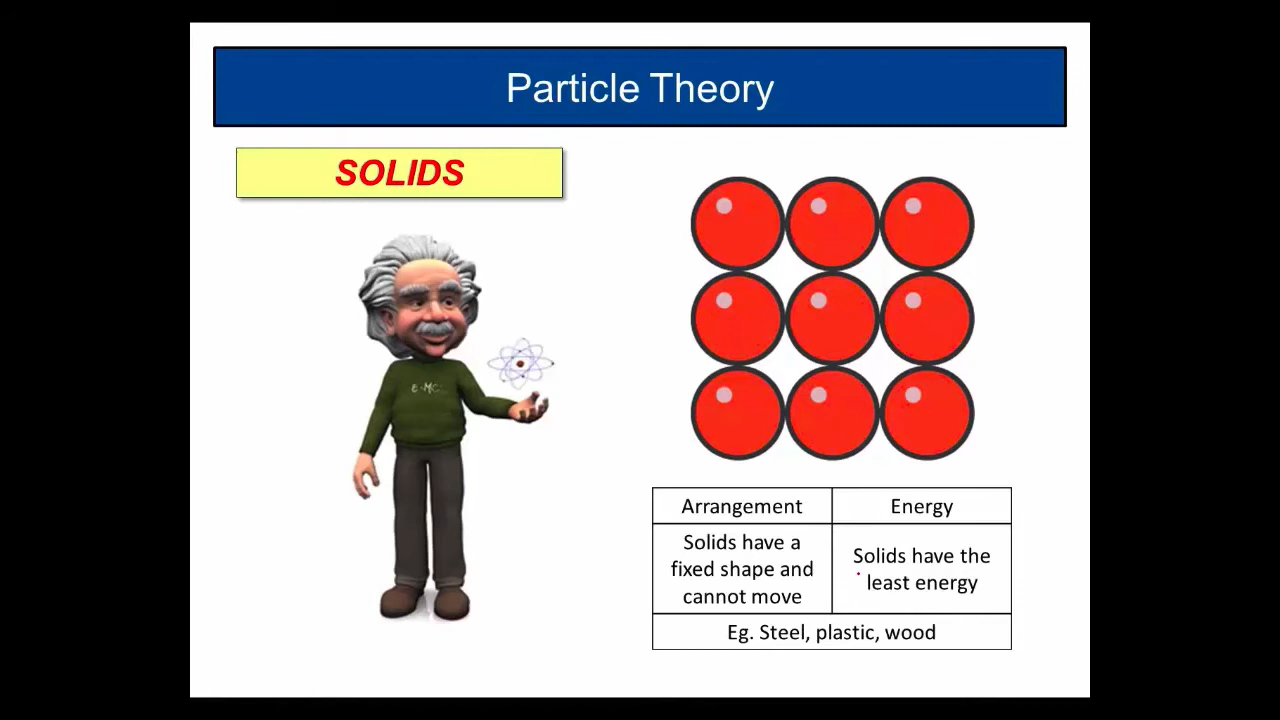 Particle Theory
SOLIDS
Arrangement
Energy
Solids have a
fixed shape and
cannot move
Solids have the
least energy
Eg. Steel, plastic, wood